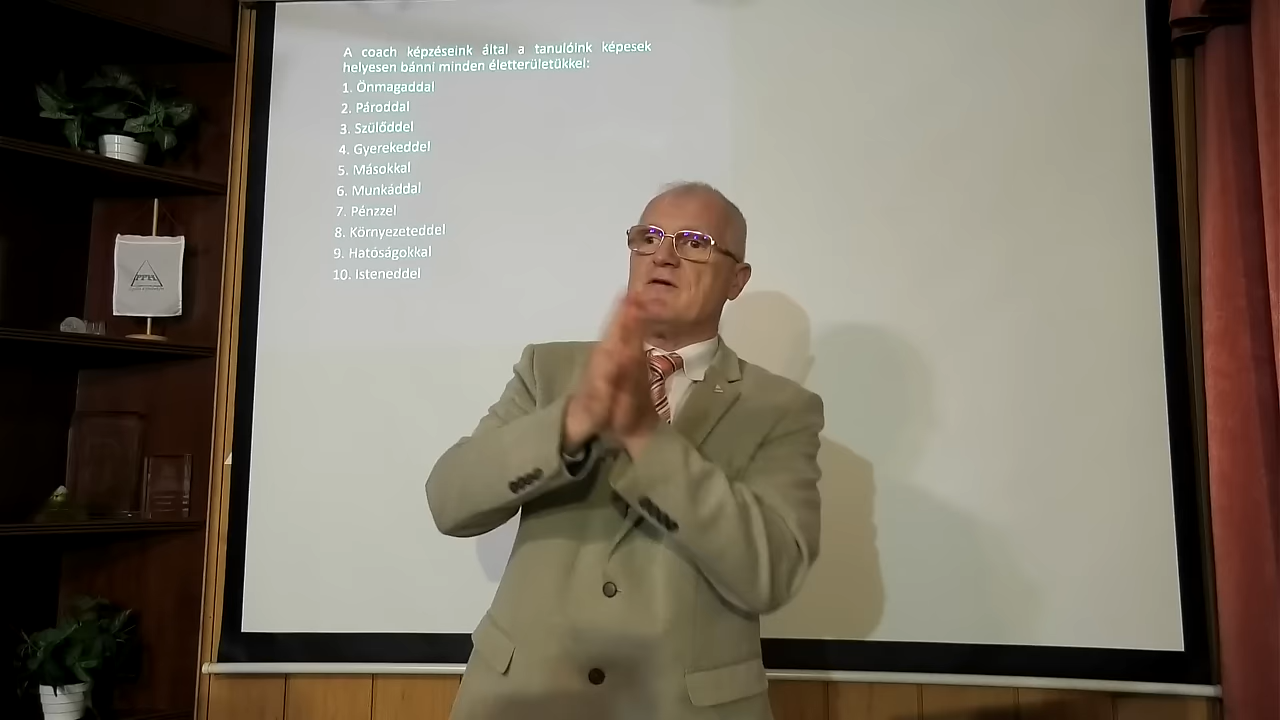 A coach képzéseink által a tanulóink képesek
helyesen bánni minden életterületükkel:
1. Önmagaddal
2. Pároddal
3. Szülőddel
4. Gyerekeddel
5. Másokkal
6. Munkáddal
7. Pénzzel
8. Környezeteddel
9. Hatóságokkal
10. Isteneddel